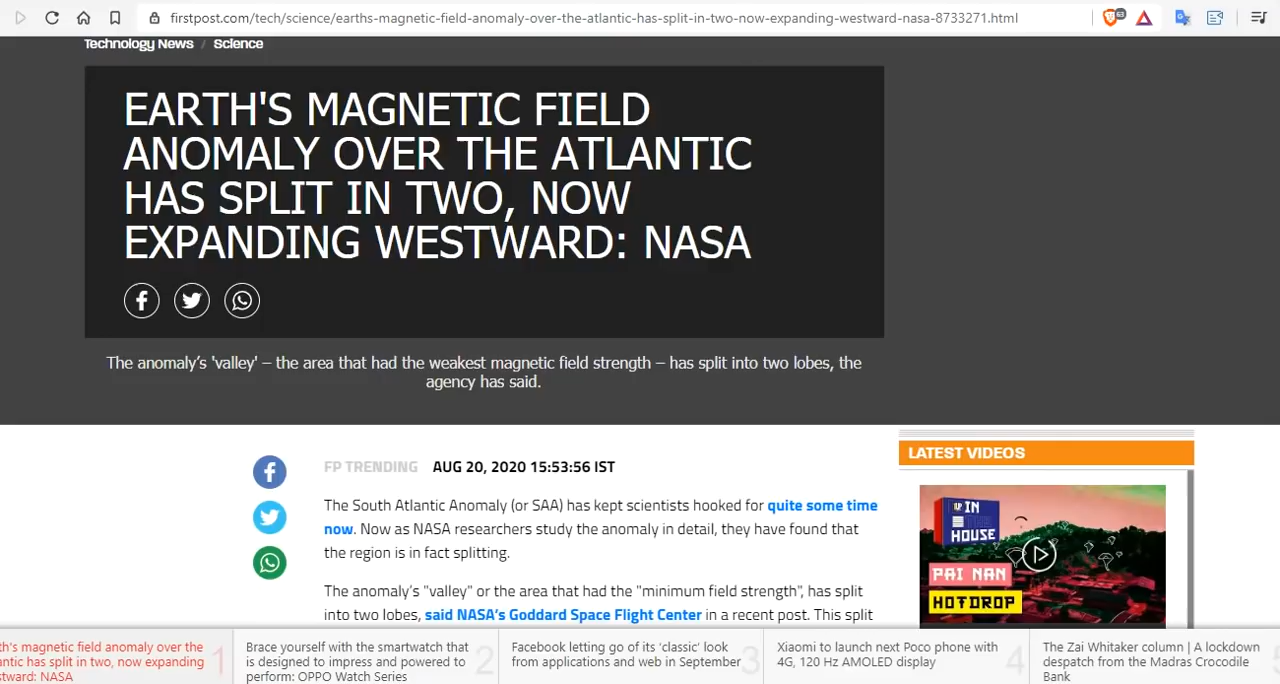 firstpost.com/tech/science/earths-magnetic-field-anomaly-over-the-atlantic-has-split-in-two-now-expanding-westward-nasa-8733271.html
Technology News / Science
EARTH'S MAGNETIC FIELD
ANOMALY OVER THE ATLANTIC
HAS SPLIT IN TWO, NOW
EXPANDING WESTWARD: NASA
The anomaly’s 'valley' – the area that had the weakest magnetic field strength – has split into two lobes, the
agency has said.
FP TRENDING AUG 20, 2020 15:53:56 IST
The South Atlantic Anomaly (or SAA) has kept scientists hooked for quite some time
now. Now as NASA researchers study the anomaly in detail, they have found that
the region is in fact splitting.
The anomaly’s "valley" or the area that had the "minimum field strength", has split
into two lobes, said NASA’s Goddard Space Flight Center in a recent post. This split
LATEST VIDEOS
IN
HOUSE
PAI NAN
HOTDROP
th's magnetic field anomaly over the
antic has split in two, now expanding
stward: NASA
1
Brace yourself with the smartwatch that
is designed to impress and powered to
perform: OPPO Watch Series
2
Facebook letting go of its ‘classic’ look
from applications and web in September
3
Xiaomi to launch next Poco phone with
4G, 120 Hz AMOLED display
4
The Zai Whitaker column | A lockdown
despatch from the Madras Crocodile
Bank
5